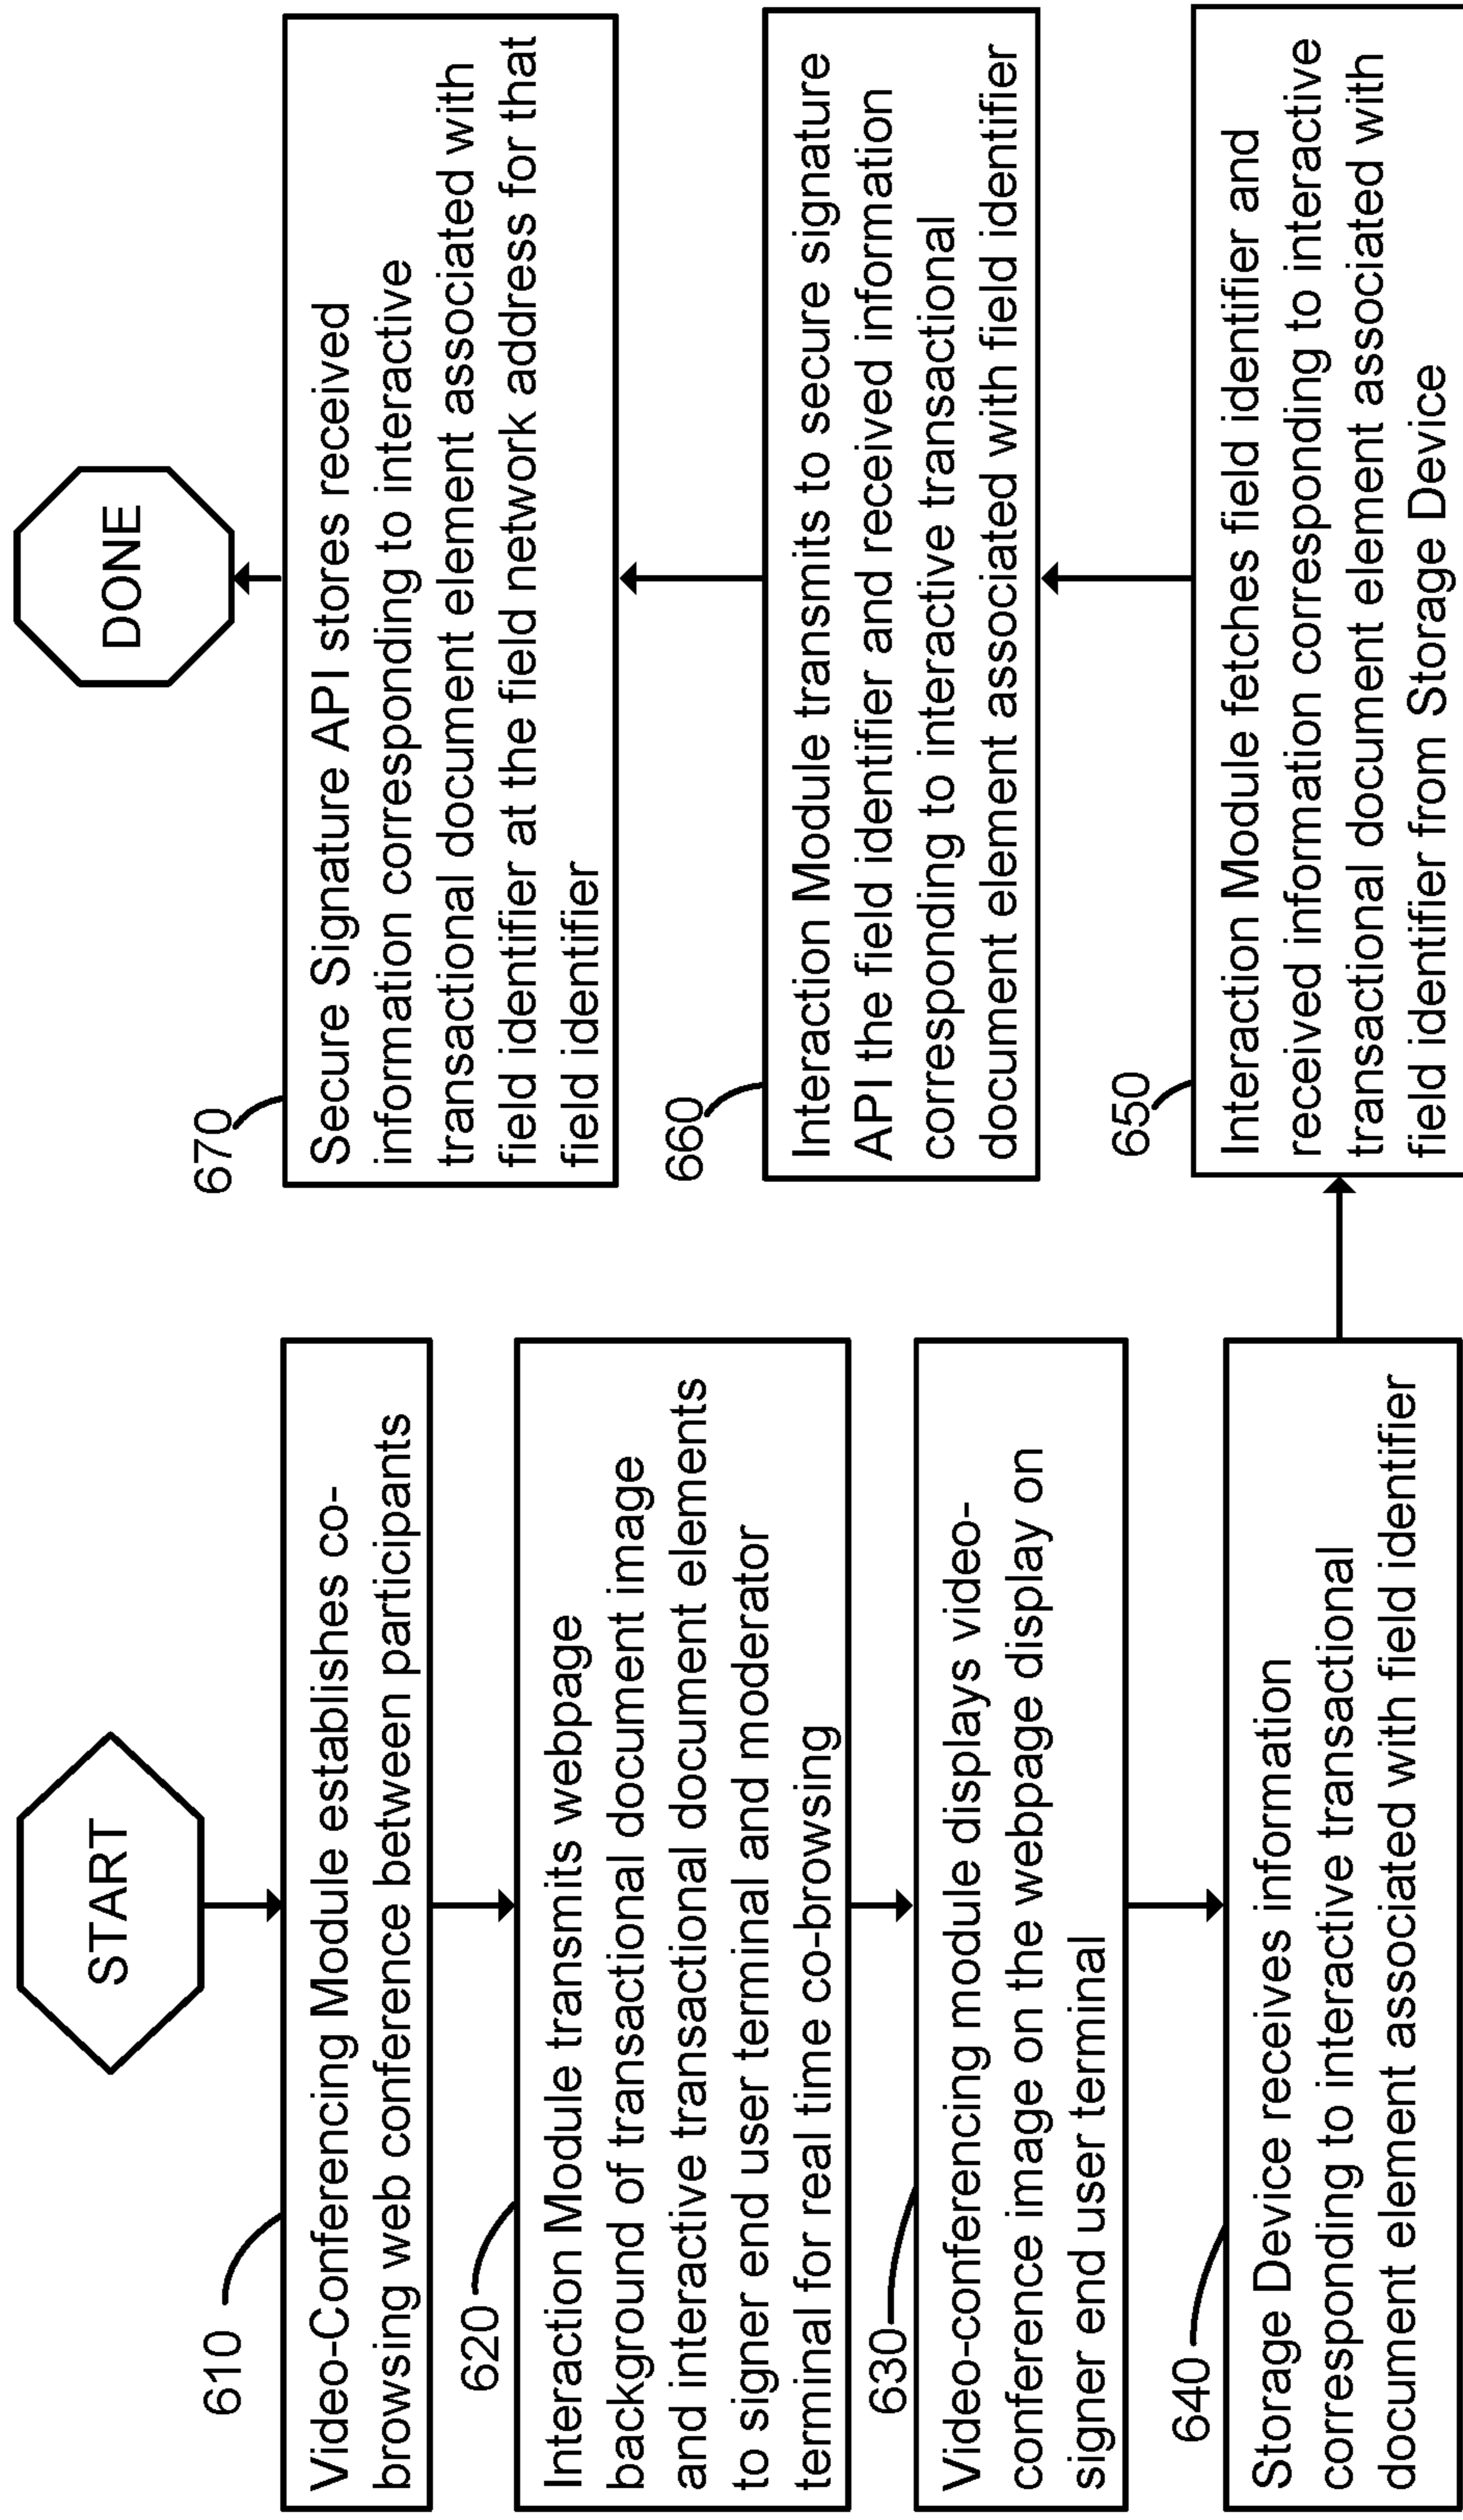 START
610
Video-Conferencing Module establishes co-
browsing web conference between participants
620
Interaction Module transmits webpage
background of transactional document image
and interactive transactional document elements
to signer end user terminal and moderator
terminal for real time co-browsing
630
Video-conferencing module displays video-
conference image on the webpage display on
signer end user terminal
640
Storage Device receives information
corresponding to interactive transactional
document element associated with field identifier
650
Interaction Module fetches field identifier and
received information corresponding to interactive
transactional document element associated with
field identifier from Storage Device
660
Interaction Module transmits to secure signature
API the field identifier and received information
corresponding to interactive transactional
document element associated with field identifier
670
Secure Signature API stores received
information corresponding to interactive
transactional document element associated with
field identifier at the field network address for that
field identifier
DONE